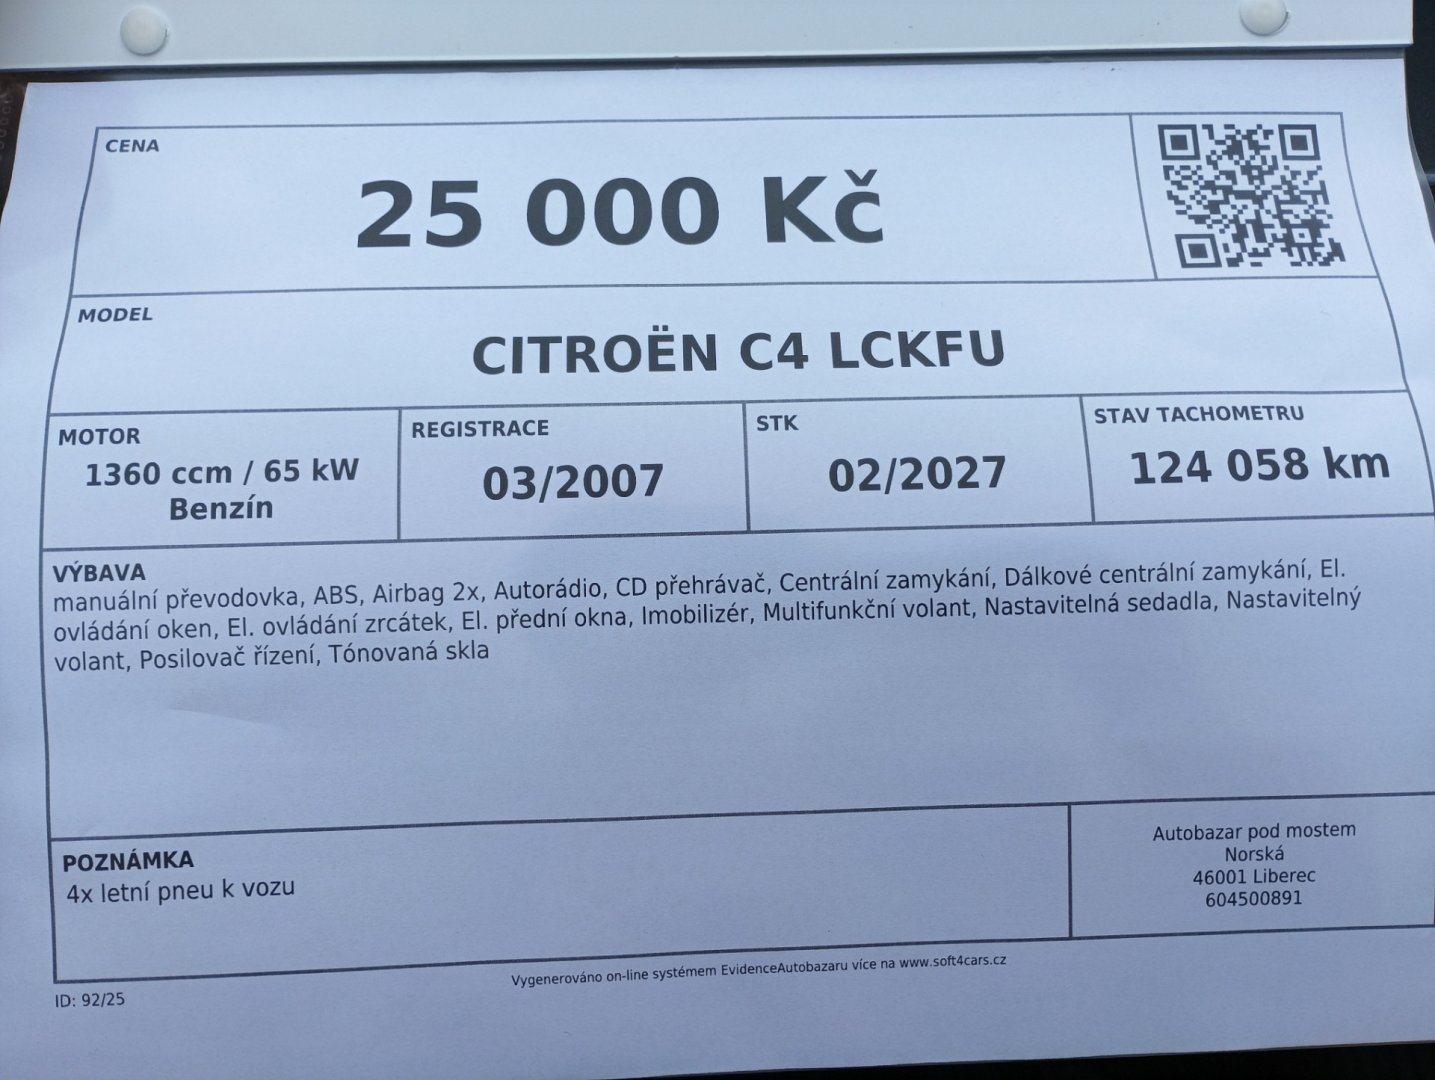 CENA
25 000 Kč
MODEL
CITROËN C4 LCKFU
MOTOR
1360 ccm / 65 kW
Benzín
REGISTRACE
03/2007
STK
02/2027
STAV TACHOMETRU
124 058 km
VÝBAVA
manuální převodovka, ABS, Airbag 2x, Autorádio, CD přehrávač, Centrální zamykání, Dálkové centrální zamykání, El.
ovládání oken, El. ovládání zrcátek, El. přední okna, Imobilizér, Multifunkční volant, Nastavitelná sedadla, Nastavitelný
volant, Posilovač řízení, Tónovaná skla
POZNÁMKA
4x letní pneu k vozu
Autobazar pod mostem
Norská
46001 Liberec
604500891
Vygenerováno on-line systémem EvidenceAutobazaru více na www.soft4cars.cz
ID: 92/25